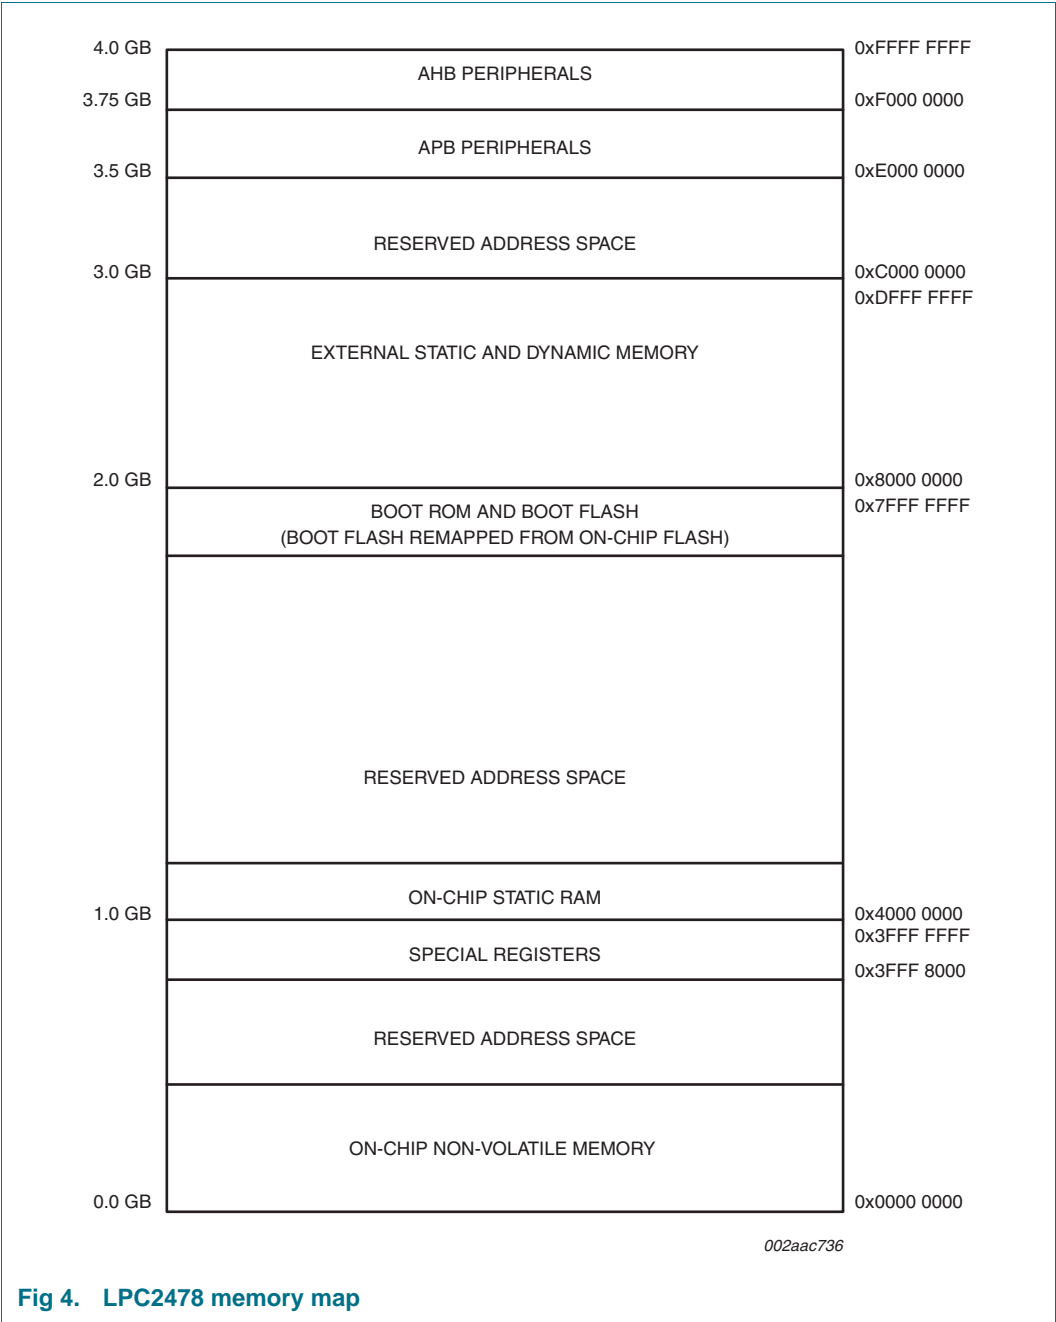 4.0 GB 0xFFFF FFFF
AHB PERIPHERALS
3.75 GB 0xF000 0000
APB PERIPHERALS
3.5 GB 0xE000 0000
RESERVED ADDRESS SPACE
3.0 GB 0xC000 0000
0xDFFF FFFF
EXTERNAL STATIC AND DYNAMIC MEMORY
2.0 GB 0x8000 0000
0x7FFF FFFF
BOOT ROM AND BOOT FLASH
(BOOT FLASH REMAPPED FROM ON-CHIP FLASH)
RESERVED ADDRESS SPACE
ON-CHIP STATIC RAM
1.0 GB 0x4000 0000
0x3FFF FFFF
SPECIAL REGISTERS
0x3FFF 8000
RESERVED ADDRESS SPACE
ON-CHIP NON-VOLATILE MEMORY
0.0 GB 0x0000 0000
002aac736
Fig 4. LPC2478 memory map